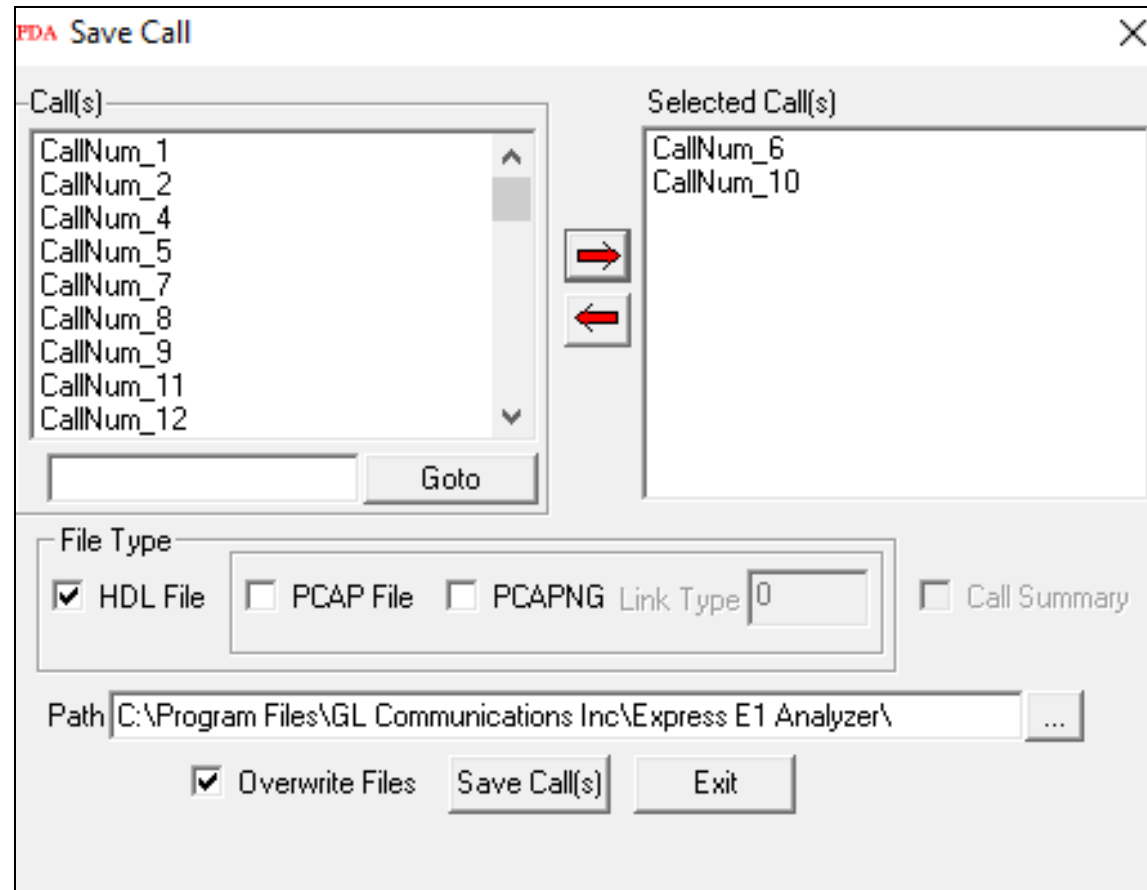 PDA Save Call
Call(s)
CallNum_1
CallNum_2
CallNum_4
CallNum_5
CallNum_7
CallNum_8
CallNum_9
CallNum_11
CallNum_12
Goto
Selected Call(s)
CallNum_6
CallNum_10
File Type
HDL File PCAP File PCAPNG Link Type 0 Call Summary
Path C:\Program Files\GL Communications Inc\Express E1 Analyzer\ ...
Overwrite Files Save Call(s) Exit